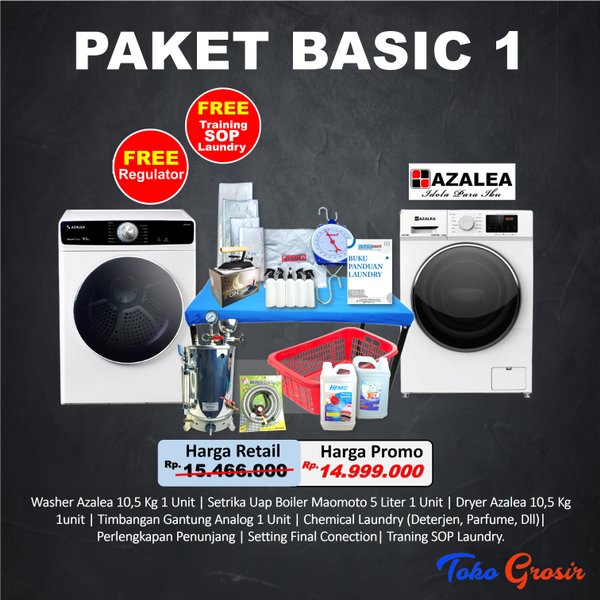 PAKET BASIC 1
FREE
Training
SOP
Laundry
FREE
Regulator
AZALEA
Idola Para Ibu
AZALEA
AZALEA
BUKU
PANDUAN
LAUNDRY
WINNGAS
Harga Retail
Rp. 15.466.000
Harga Promo
Rp. 14.999.000
Washer Azalea 10,5 Kg 1 Unit | Setrika Uap Boiler Maomoto 5 Liter 1 Unit | Dryer Azalea 10,5 Kg
1unit | Timbangan Gantung Analog 1 Unit | Chemical Laundry (Deterjen, Parfume, Dll)|
Perlengkapan Penunjang | Setting Final Conection| Traning SOP Laundry.
Toko Grosir